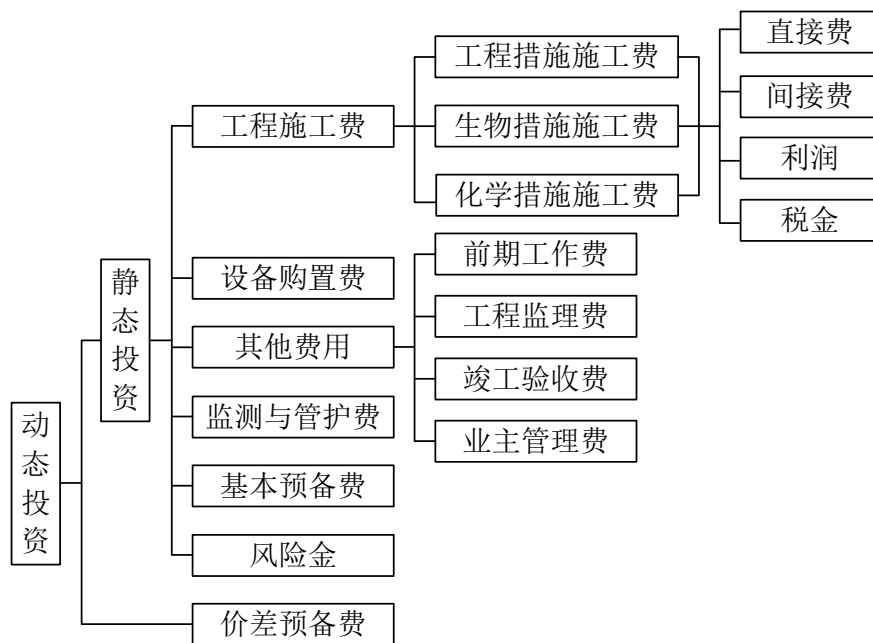 动态投资
静态投资
工程施工费
工程措施施工费
生物措施施工费
化学措施施工费
直接费
间接费
利润
税金
设备购置费
其他费用
前期工作费
工程监理费
竣工验收费
业主管理费
监测与管护费
基本预备费
风险金
价差预备费